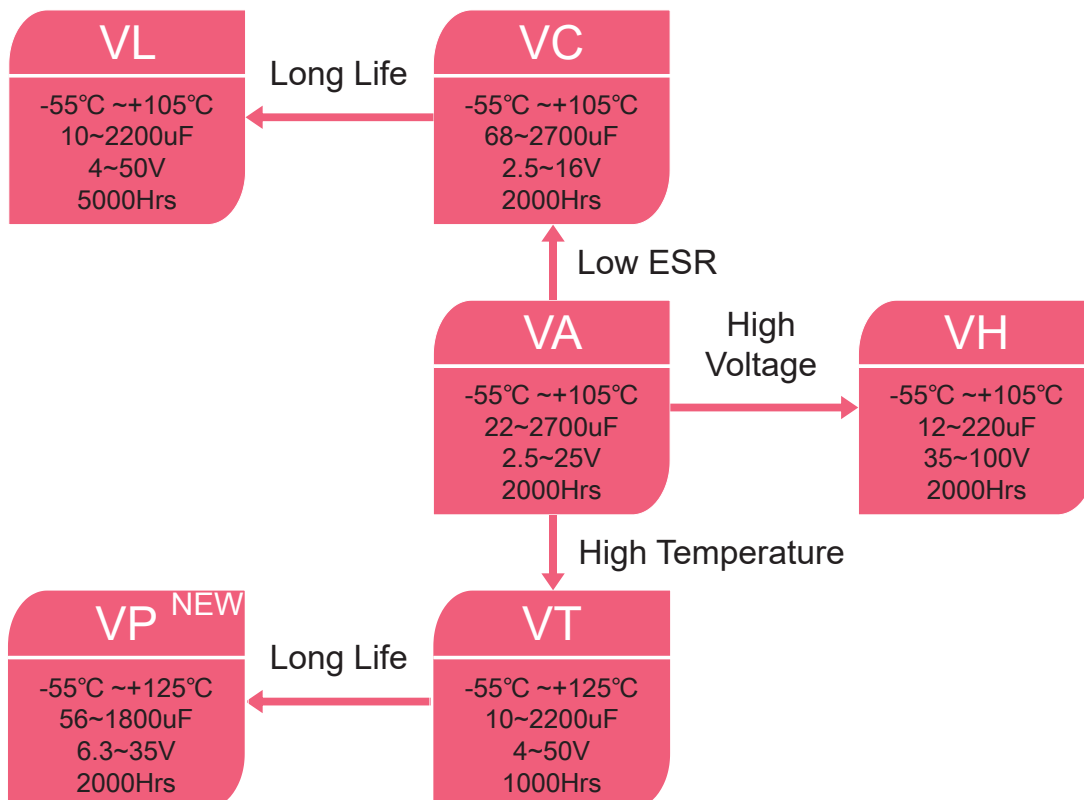 VL
-55℃ ~+105℃
10~2200uF
4~50V
5000Hrs
Long Life
VC
-55℃ ~+105℃
68~2700uF
2.5~16V
2000Hrs
Low ESR
VA
-55℃ ~+105℃
22~2700uF
2.5~25V
2000Hrs
High
Voltage
VH
-55℃ ~+105℃
12~220uF
35~100V
2000Hrs
High Temperature
VP NEW
-55℃ ~+125℃
56~1800uF
6.3~35V
2000Hrs
Long Life
VT
-55℃ ~+125℃
10~2200uF
4~50V
1000Hrs